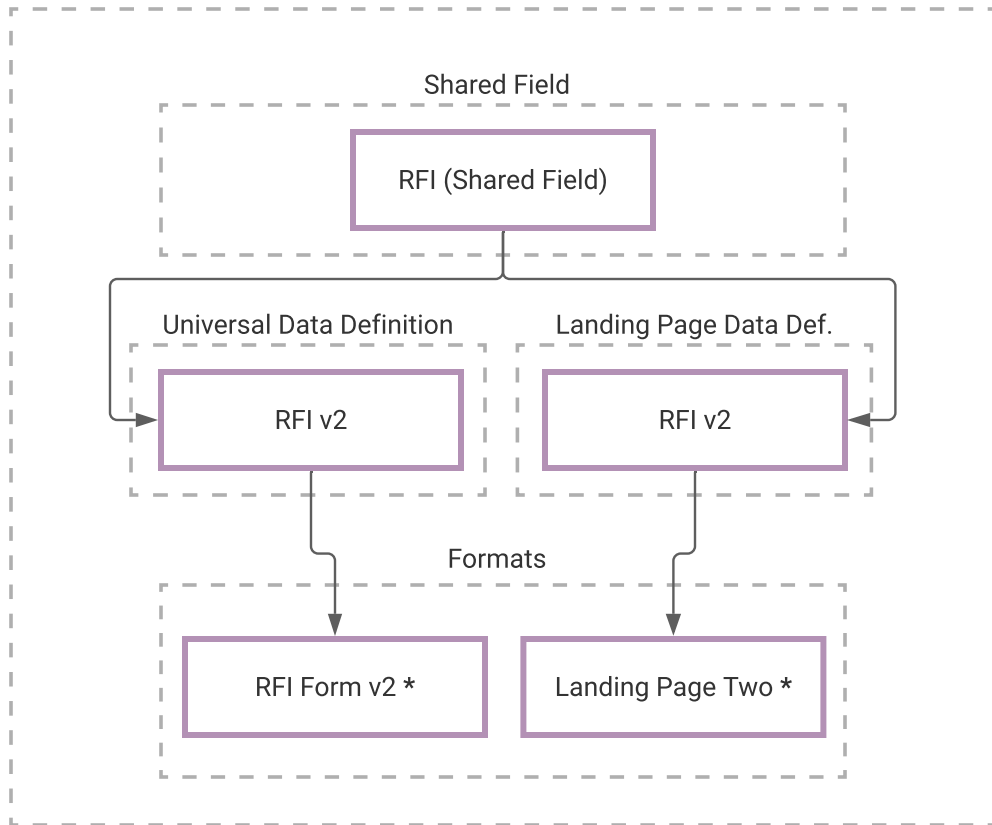 Shared Field
RFI (Shared Field)
Universal Data Definition
Landing Page Data Def.
RFI v2
RFI v2
Formats
RFI Form v2 *
Landing Page Two *